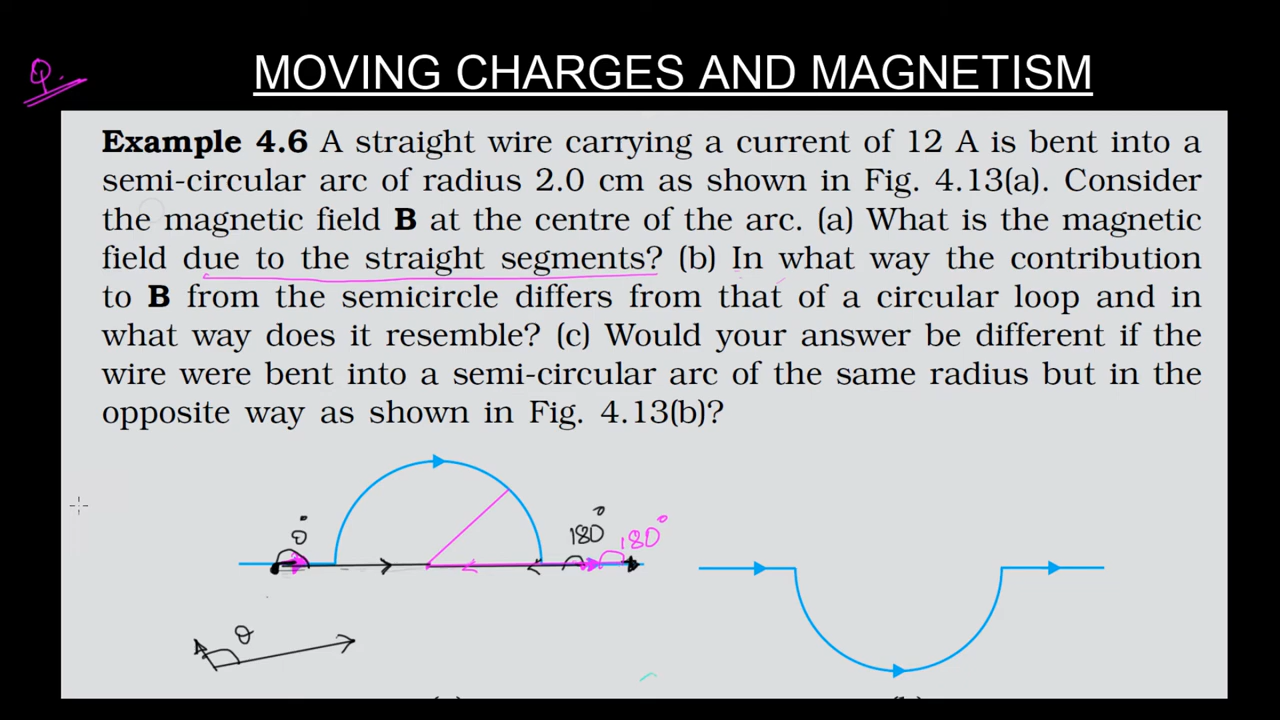 Q.
MOVING CHARGES AND MAGNETISM
Example 4.6 A straight wire carrying a current of 12 A is bent into a
semi-circular arc of radius 2.0 cm as shown in Fig. 4.13(a). Consider
the magnetic field B at the centre of the arc. (a) What is the magnetic
field due to the straight segments? (b) In what way the contribution
to B from the semicircle differs from that of a circular loop and in
what way does it resemble? (c) Would your answer be different if the
wire were bent into a semi-circular arc of the same radius but in the
opposite way as shown in Fig. 4.13(b)?
0° 180° 180°
θ